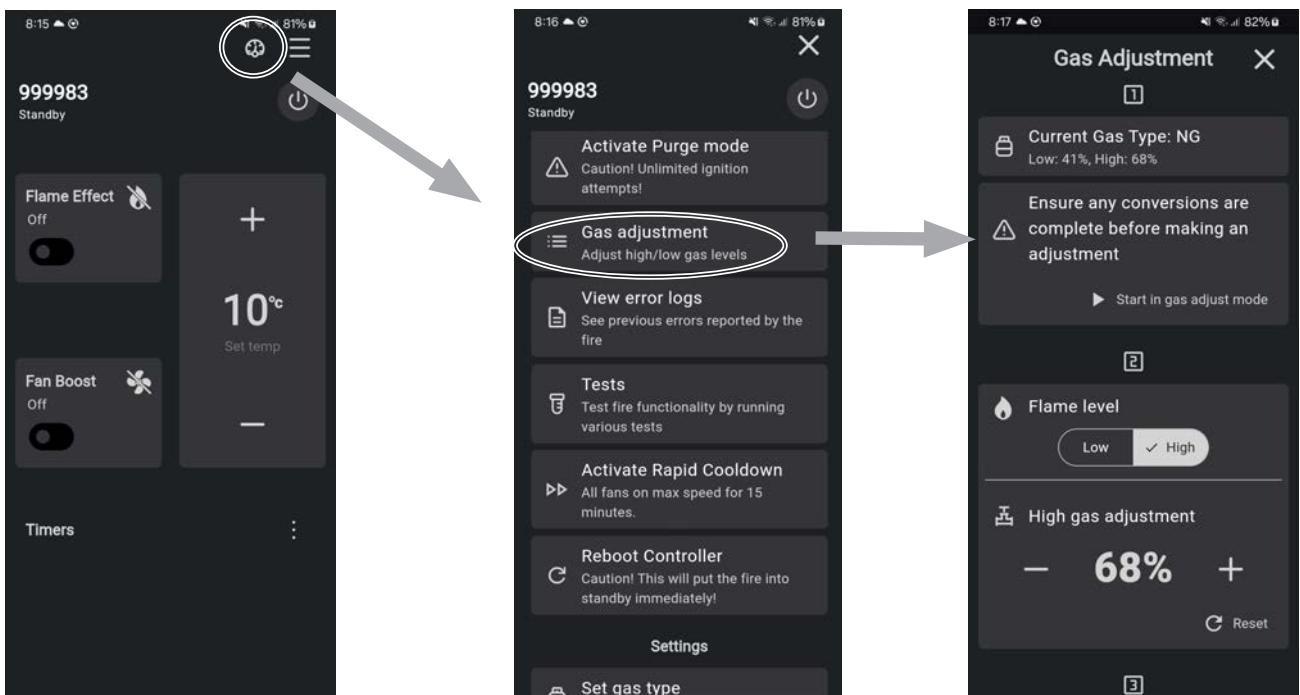 8:15
81%
999983
Standby
Flame Effect
Off
10°c
Set temp
Fan Boost
Off
Timers
8:16
81%
999983
Standby
Activate Purge mode
Caution! Unlimited ignition
attempts!
Gas adjustment
Adjust high/low gas levels
View error logs
See previous errors reported by the
fire
Tests
Test fire functionality by running
various tests
Activate Rapid Cooldown
All fans on max speed for 15
minutes.
Reboot Controller
Caution! This will put the fire into
standby immediately!
Settings
Set gas type
8:17
82%
Gas Adjustment
1
Current Gas Type: NG
Low: 41%, High: 68%
Ensure any conversions are
complete before making an
adjustment
Start in gas adjust mode
2
Flame level
Low
High
High gas adjustment
68%
Reset
3